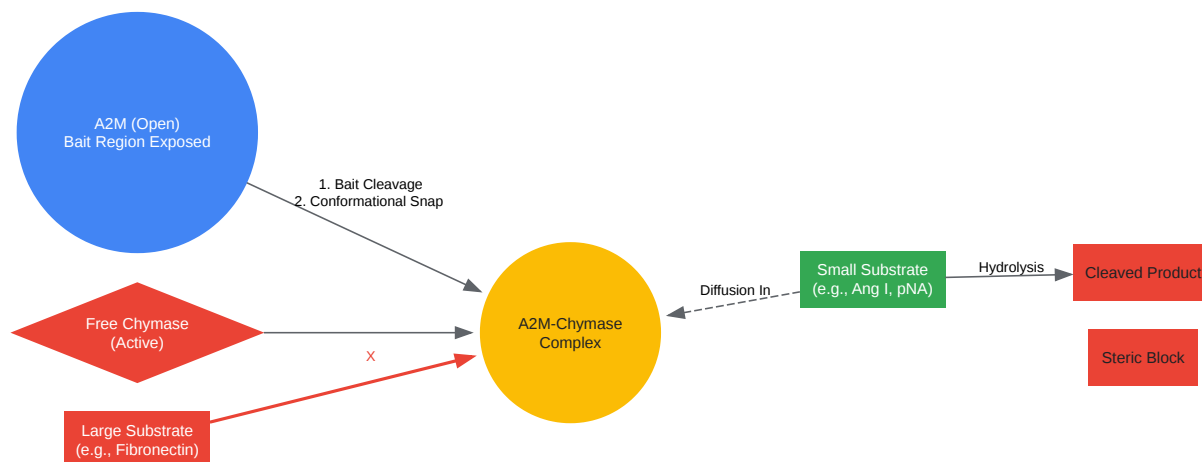 A2M (Open)
Bait Region Exposed
1. Bait Cleavage
2. Conformational Snap
Free Chymase
(Active)
X
Large Substrate
(e.g., Fibronectin)
A2M-Chymase
Complex
Diffusion In
Small Substrate
(e.g., Ang I, pNA)
Hydrolysis
Cleaved Product
Steric Block